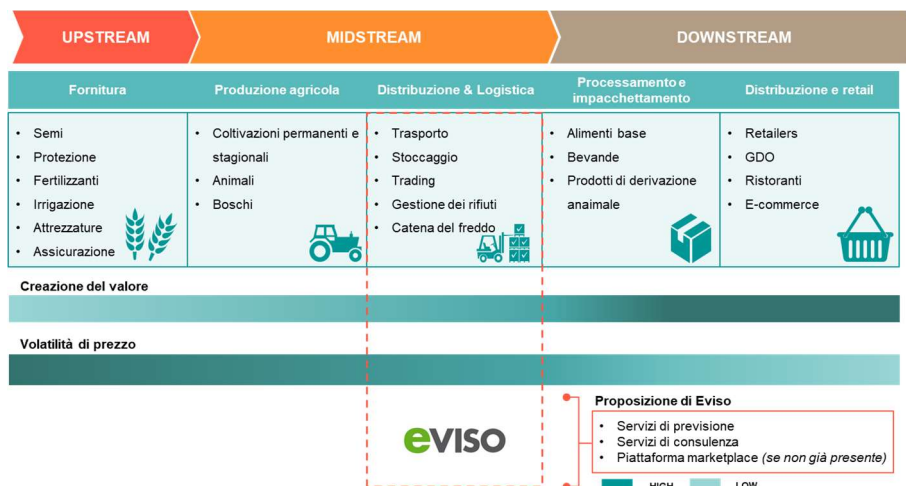 UPSTREAM
MIDSTREAM
DOWNSTREAM
Fornitura
Produzione agricola
Distribuzione & Logistica
Processamento e
impacchettamento
Distribuzione e retail
• Semi
• Protezione
• Fertilizzanti
• Irrigazione
• Attrezzature
• Assicurazione
• Coltivazioni permanenti e
stagionali
• Animali
• Boschi
• Trasporto
• Stoccaggio
• Trading
• Gestione dei rifiuti
• Catena del freddo
• Alimenti base
• Bevande
• Prodotti di derivazione
anaimale
• Retailers
• GDO
• Ristoranti
• E-commerce
Creazione del valore
Volatilità di prezzo
eviso
Proposizione di Eviso
• Servizi di previsione
• Servizi di consulenza
• Piattaforma marketplace (se non già presente)
HIGH
LOW